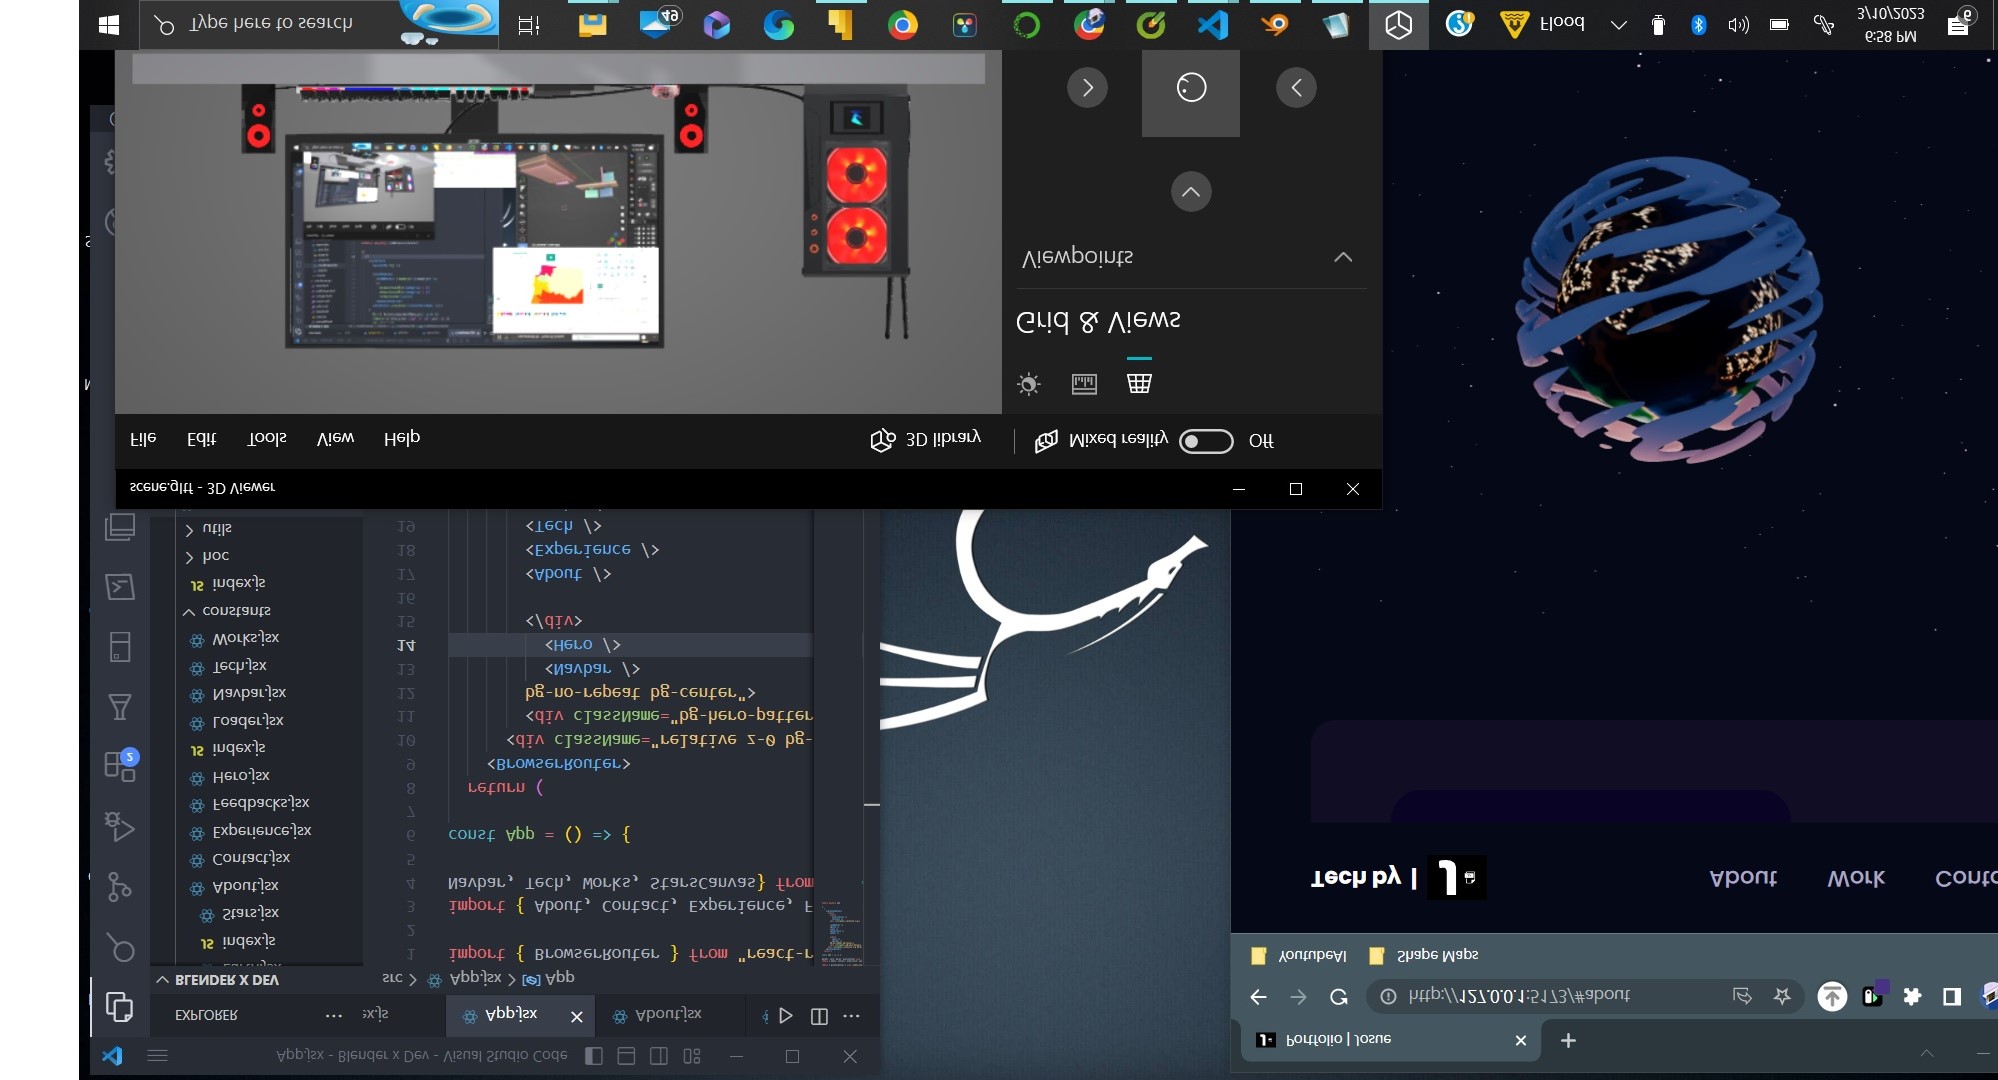 App.jsx - Blender x Dev - Visual Studio Code
EXPLORER
ex.js
App.jsx
About.jsx
BLENDER X DEV
src > App.jsx > App
index.js
Stars.jsx
About.jsx
Contact.jsx
Experience.jsx
Feedbacks.jsx
Hero.jsx
index.js
Loader.jsx
Navbar.jsx
Tech.jsx
Works.jsx
constants
index.js
hoc
utils
2
1 import { BrowserRouter } from "react-r
2
3 import { About, Contact, Experience, F
4 Navbar, Tech, Works, StarsCanvas} from
5
6 const App = () => {
7
8 return (
9 <BrowserRouter>
10 <div className="relative z-0 bg-
11 <div className="bg-hero-patter
12 bg-no-repeat bg-center">
13 <Navbar />
14 <Hero />
15 </div>
16
17 <About />
18 <Experience />
19 <Tech />
Portfolio | Josue
http://127.0.0.1:5173/#about
YoutubeAI
Shape Maps
Tech by |
About
Work
scene.gltf - 3D Viewer
File
Edit
Tools
View
Help
3D library
Mixed reality
Off
Grid & Views
Viewpoints
Type here to search
49
Flood
6:58 PM
3/10/2023
6